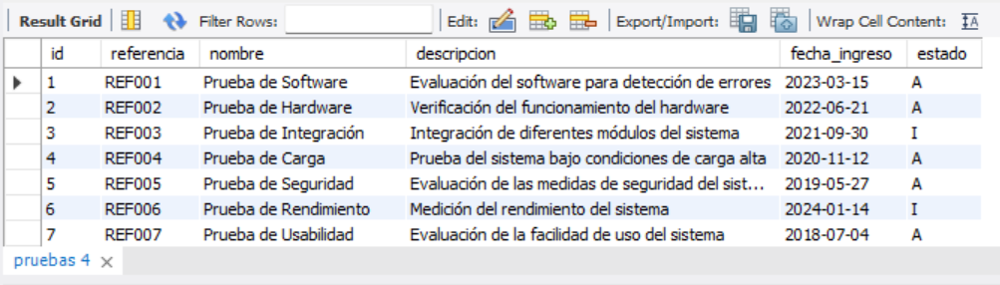 Result Grid Filter Rows: Edit: Export/Import: Wrap Cell Content: IA
id referencia nombre descripcion fecha_ingreso estado
1 REF001 Prueba de Software Evaluación del software para detección de errores 2023-03-15 A
2 REF002 Prueba de Hardware Verificación del funcionamiento del hardware 2022-06-21 A
3 REF003 Prueba de Integración Integración de diferentes módulos del sistema 2021-09-30 I
4 REF004 Prueba de Carga Prueba del sistema bajo condiciones de carga alta 2020-11-12 A
5 REF005 Prueba de Seguridad Evaluación de las medidas de seguridad del sist... 2019-05-27 A
6 REF006 Prueba de Rendimiento Medición del rendimiento del sistema 2024-01-14 I
7 REF007 Prueba de Usabilidad Evaluación de la facilidad de uso del sistema 2018-07-04 A
pruebas 4